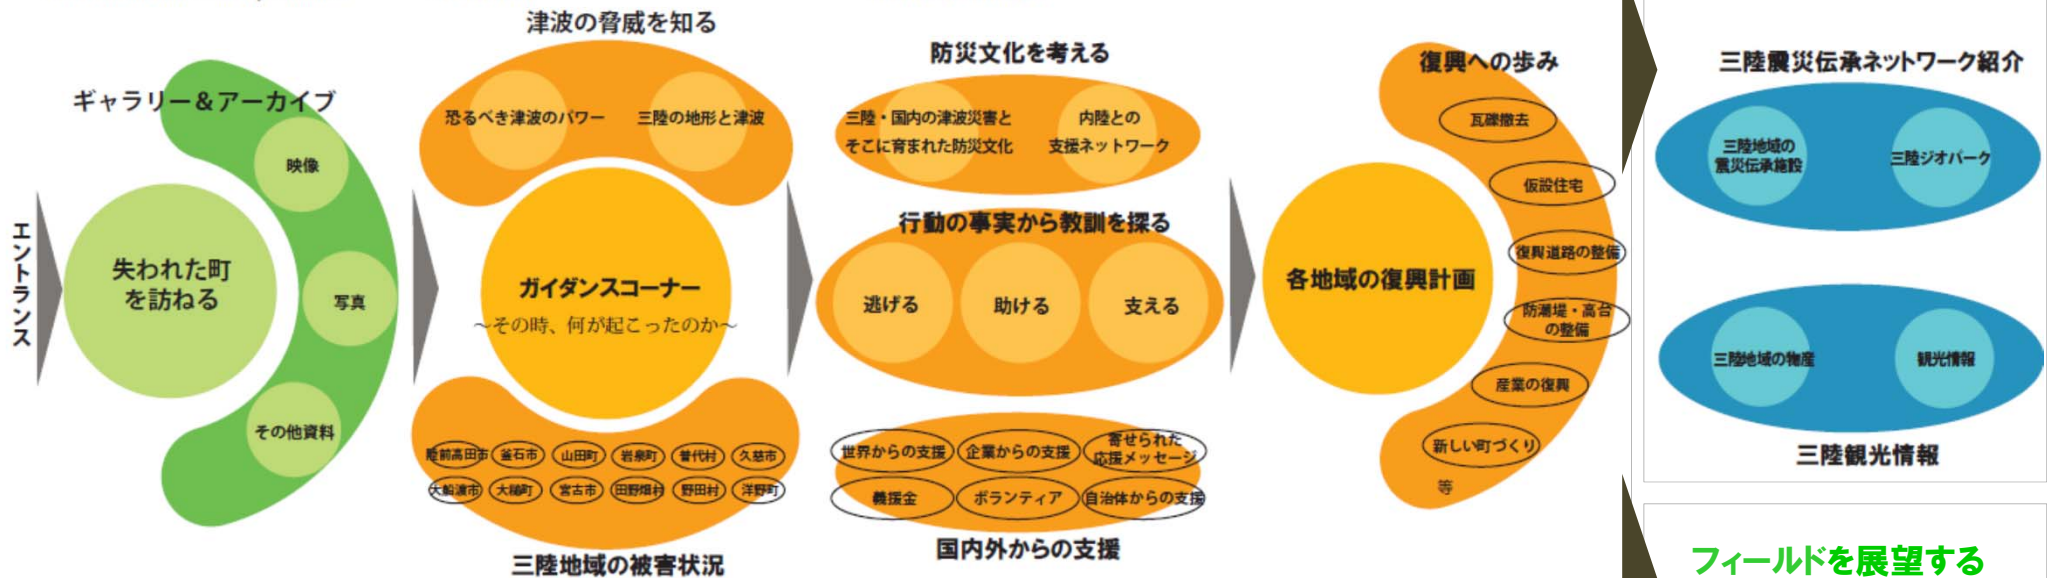 エントランス
ギャラリー＆アーカイブ
失われた町
を訪ねる
映像
写真
その他資料
津波の脅威を知る
恐るべき津波のパワー
三陸の地形と津波
ガイダンスコーナー
～その時、何が起こったのか～
陸前高田市
釜石市
山田町
岩泉町
普代村
久慈市
大船渡市
大槌町
宮古市
田野畑村
野田村
洋野町
三陸地域の被害状況
防災文化を考える
三陸・国内の津波災害と
そこに育まれた防災文化
内陸との
支援ネットワーク
行動の事実から教訓を探る
逃げる
助ける
支える
世界からの支援
企業からの支援
寄せられた
応援メッセージ
義援金
ボランティア
自治体からの支援
国内外からの支援
復興への歩み
各地域の復興計画
瓦礫撤去
仮設住宅
復興道路の整備
防潮堤・高台
の整備
産業の復興
新しい町づくり
等
三陸震災伝承ネットワーク紹介
三陸地域の
震災伝承施設
三陸ジオパーク
三陸地域の物産
観光情報
三陸観光情報
フィールドを展望する